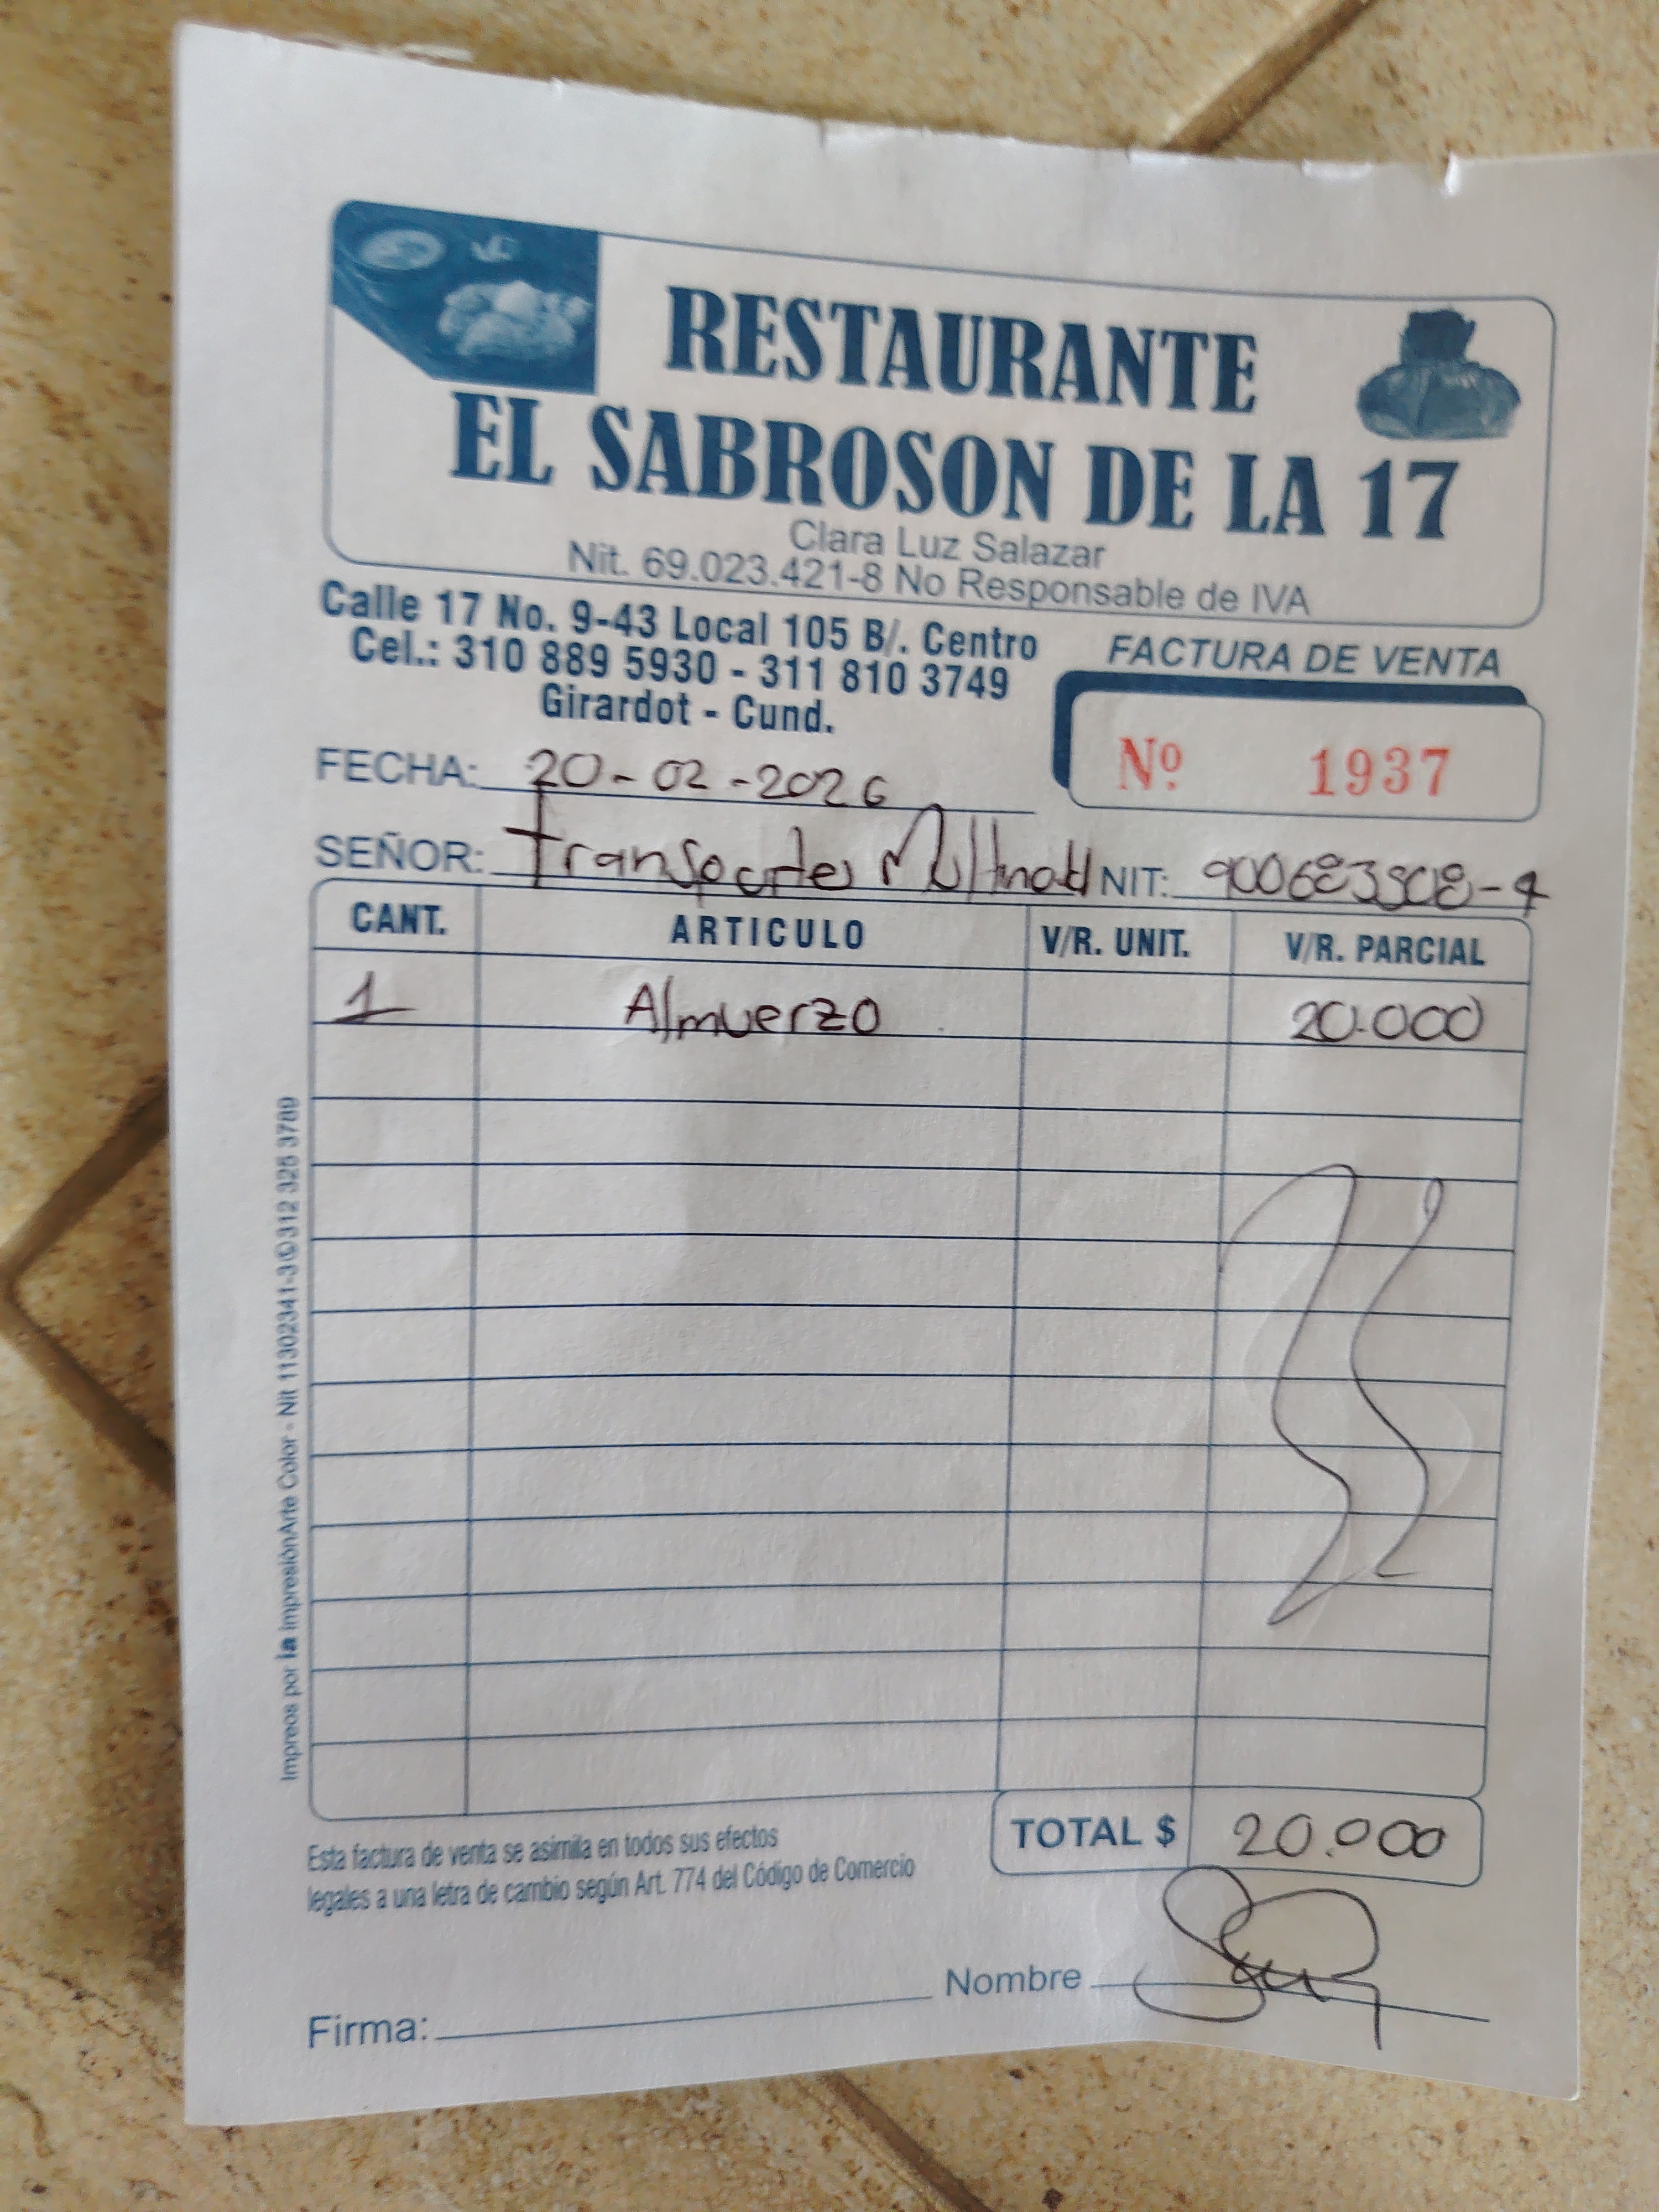 RESTAURANTE
EL SABROSON DE LA 17
Clara Luz Salazar
Nit. 69.023.421-8 No Responsable de IVA
Calle 17 No. 9-43 Local 105 B/. Centro
Cel.: 310 889 5930 - 311 810 3749
Girardot - Cund.
FACTURA DE VENTA
Nº 1937
FECHA: 20-02-2026
SEÑOR: Transportes NIT:
CANT. ARTICULO V/R. UNIT. V/R. PARCIAL
1 Almuerzo 20.000
Impreos por la ImpresiónArte Color - Nit 11302341-3 ✆ 312 325 3789
TOTAL $ 20.000
Esta factura de venta se asimila en todos sus efectos
legales a una letra de cambio según Art. 774 del Código de Comercio
Nombre
Firma: